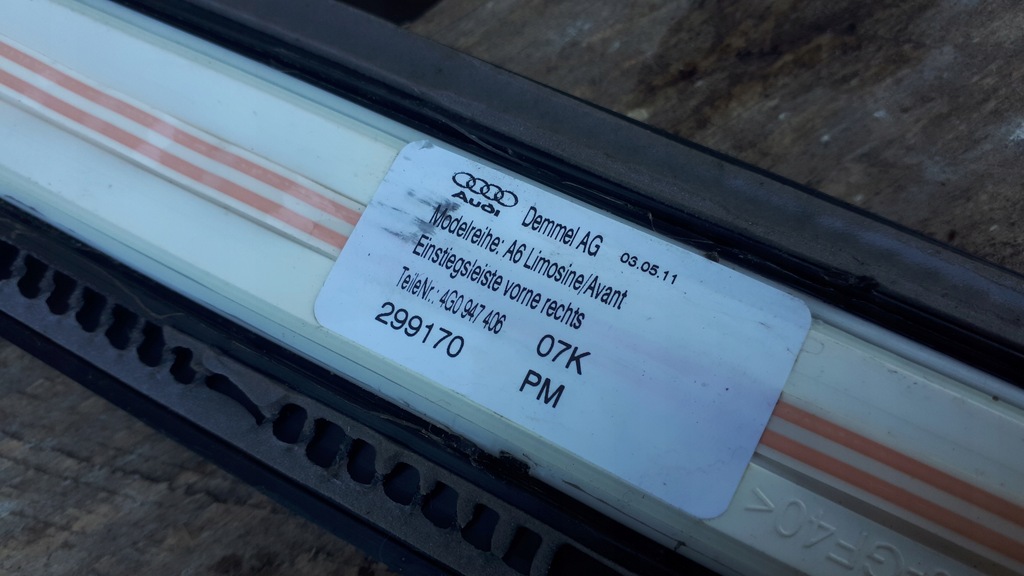 Audi
Demmel AG 03.05.11
Modelreihe: A6 Limosine/Avant
Einstiegsleiste vorne rechts
TeileNr.: 4G0 947 406
299170 07K
PM